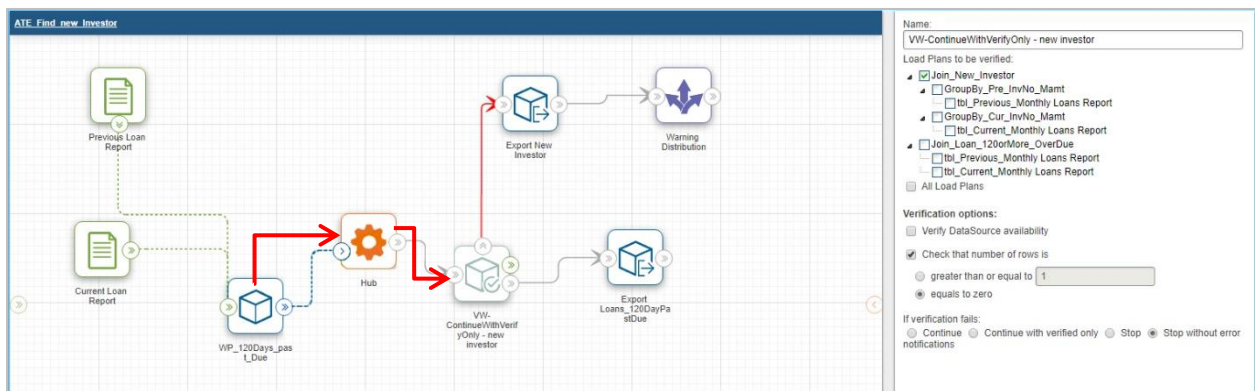 ATE_Find_new_Investor
Previous Loan
Report
Current Loan
Report
WP_120Days_pas
t_Due
Hub
VW-
ContinueWithVerif
yOnly - new
investor
Export New
Investor
Warning
Distribution
Export
Loans_120DayPa
stDue
Name:
VW-ContinueWithVerifyOnly - new investor
Load Plans to be verified:
Join_New_Investor
GroupBy_Pre_InvNo_Mamt
tbl_Previous_Monthly Loans Report
GroupBy_Cur_InvNo_Mamt
tbl_Current_Monthly Loans Report
Join_Loan_120orMore_OverDue
tbl_Previous_Monthly Loans Report
tbl_Current_Monthly Loans Report
All Load Plans
Verification options:
Verify DataSource availability
Check that number of rows is
greater than or equal to 1
equals to zero
If verification fails:
Continue Continue with verified only Stop Stop without error
notifications